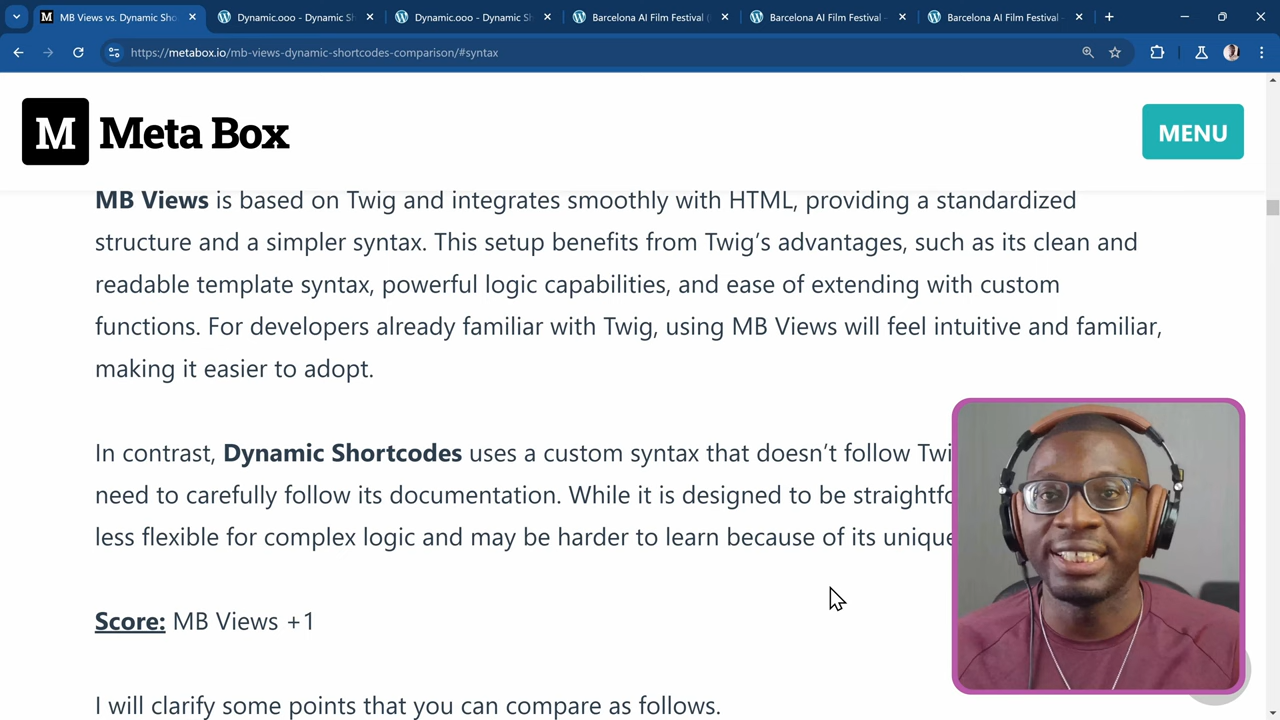 MB Views vs. Dynamic Sho
Dynamic.ooo - Dynamic S
Dynamic.ooo - Dynamic S
Barcelona AI Film Festival
Barcelona AI Film Festival -
Barcelona AI Film Festival -
https://metabox.io/mb-views-dynamic-shortcodes-comparison/#syntax
M Meta Box
MENU
MB Views is based on Twig and integrates smoothly with HTML, providing a standardized
structure and a simpler syntax. This setup benefits from Twig’s advantages, such as its clean and
readable template syntax, powerful logic capabilities, and ease of extending with custom
functions. For developers already familiar with Twig, using MB Views will feel intuitive and familiar,
making it easier to adopt.
In contrast, Dynamic Shortcodes uses a custom syntax that doesn’t follow Twi
need to carefully follow its documentation. While it is designed to be straightfo
less flexible for complex logic and may be harder to learn because of its unique
Score: MB Views +1
I will clarify some points that you can compare as follows.